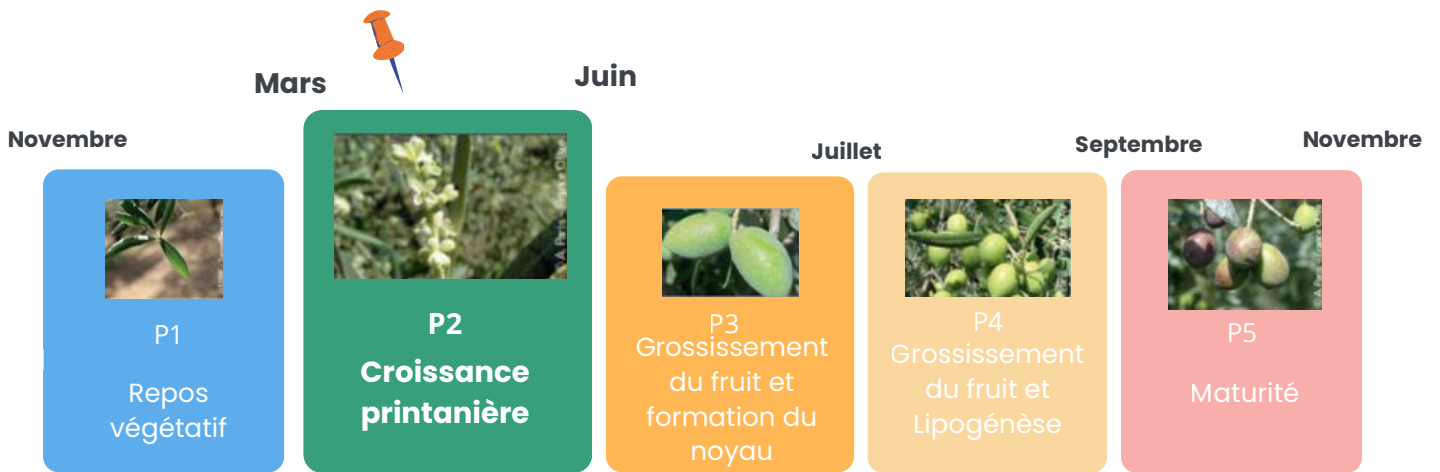 Novembre
Mars
Juin
Juillet
Septembre
Novembre
P1
Repos
végétatif
P2
Croissance
printanière
P3
Grossissement
du fruit et
formation du
noyau
P4
Grossissement
du fruit et
Lipogénèse
P5
Maturité